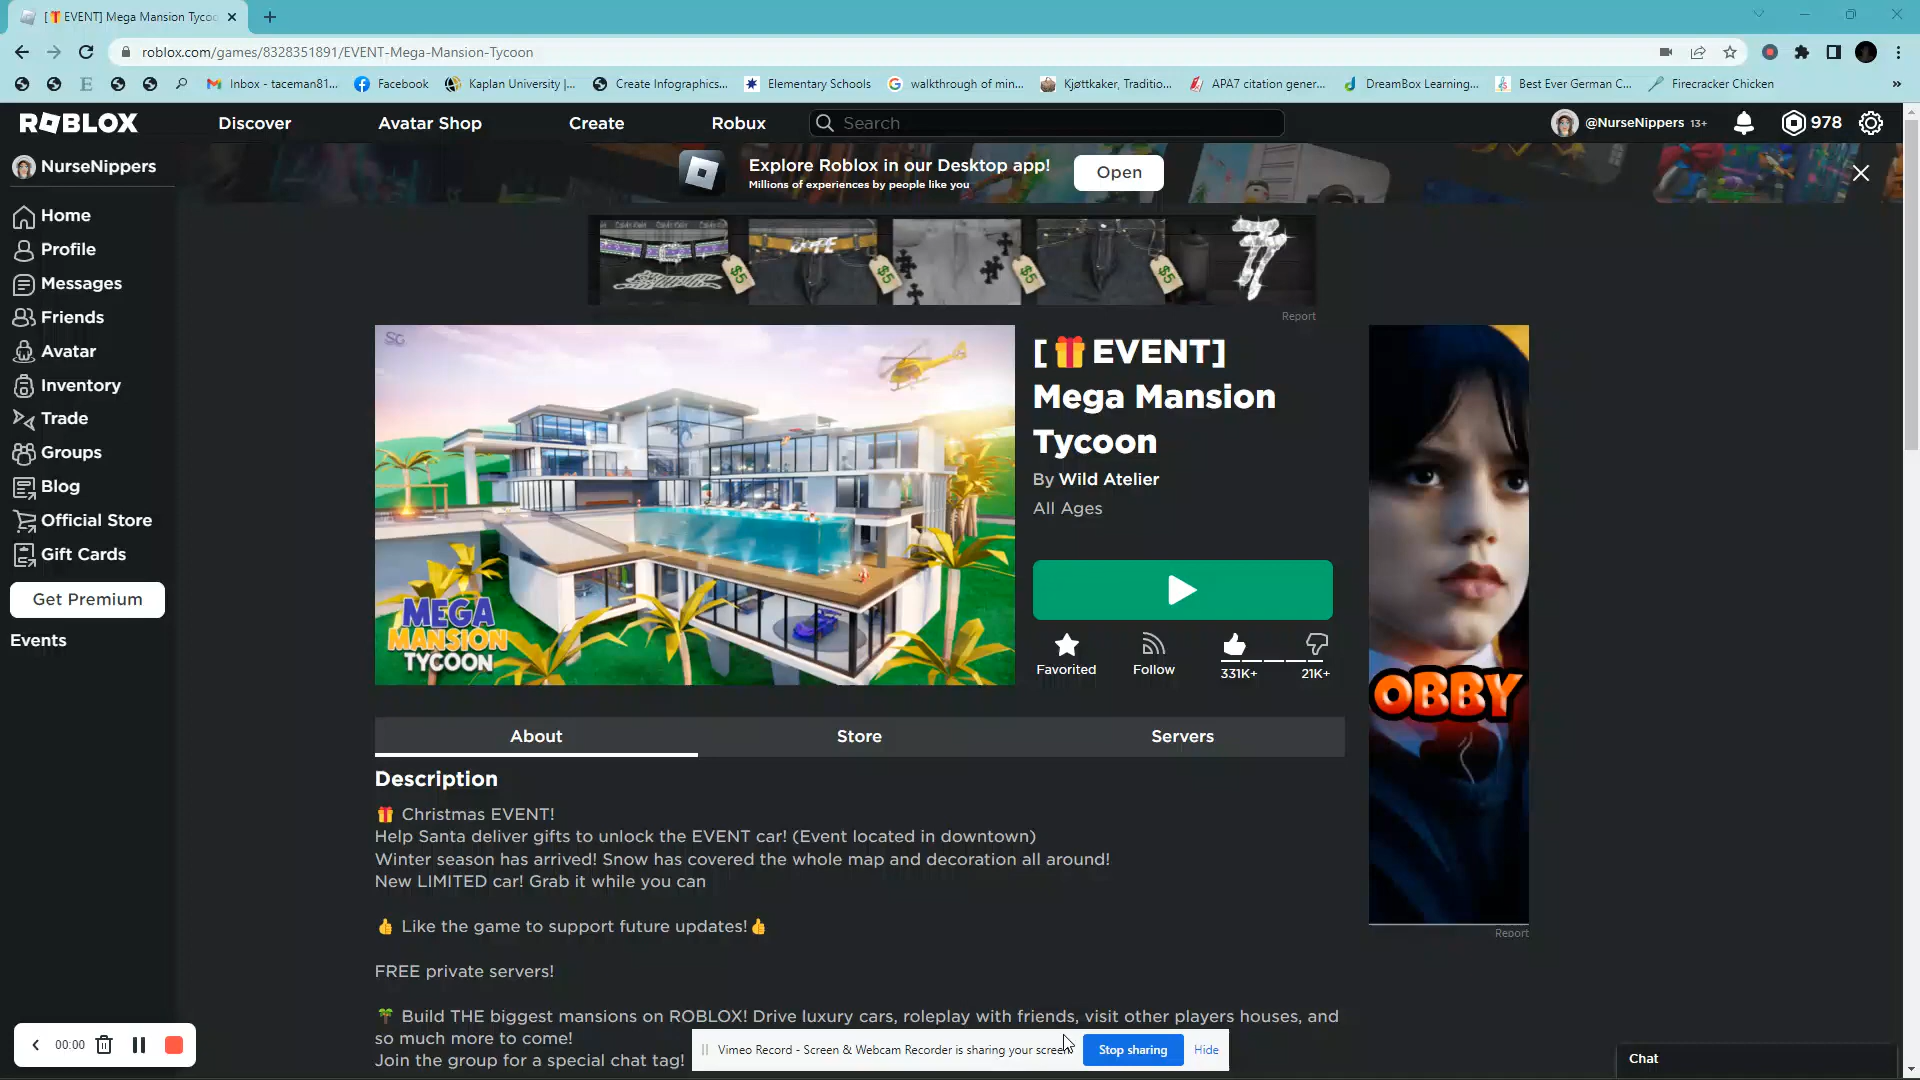 [🎁EVENT] Mega Mansion Tycoo
roblox.com/games/8328351891/EVENT-Mega-Mansion-Tycoon
Inbox - taceman81...
Facebook
Kaplan University |...
Create Infographics...
Elementary Schools
walkthrough of min...
Kjøttkaker, Traditio...
APA7 citation gener...
DreamBox Learning,...
Best Ever German C...
Firecracker Chicken
»
ROBLOX
Discover
Avatar Shop
Create
Robux
Search
@NurseNippers 13+
978
NurseNippers
Explore Roblox in our Desktop app!
Millions of experiences by people like you
Open
Home
Profile
Messages
Friends
Avatar
Inventory
Trade
Groups
Blog
Official Store
Gift Cards
Get Premium
Events
DOPE
$5
$5
$5
$5
Report
SG
MEGA
MANSION
TYCOON
[🎁EVENT]
Mega Mansion
Tycoon
By Wild Atelier
All Ages
Favorited
Follow
331K+
21K+
OBBY
Report
About
Store
Servers
Description
🎁 Christmas EVENT!
Help Santa deliver gifts to unlock the EVENT car! (Event located in downtown)
Winter season has arrived! Snow has covered the whole map and decoration all around!
New LIMITED car! Grab it while you can
👍 Like the game to support future updates!👍
FREE private servers!
🌴 Build THE biggest mansions on ROBLOX! Drive luxury cars, roleplay with friends, visit other players houses, and
so much more to come!
Join the group for a special chat tag!
00:00
Vimeo Record - Screen & Webcam Recorder is sharing your screen.
Stop sharing
Hide
Chat